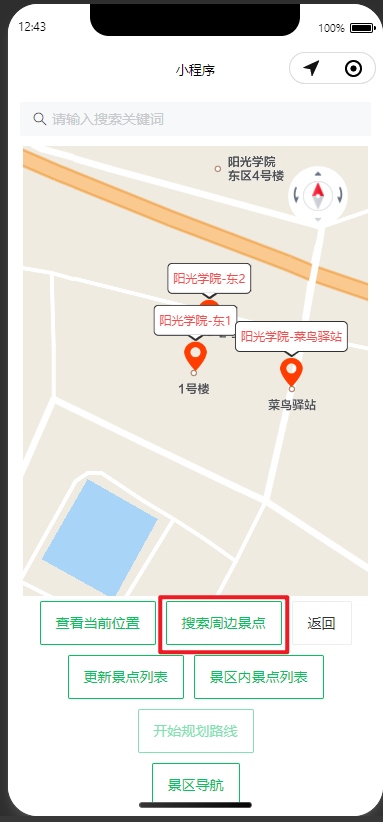 12:43
100%
小程序
请输入搜索关键词
阳光学院
东区4号楼
阳光学院-东2
阳光学院-东1
阳光学院-菜鸟驿站
1号楼
菜鸟驿站
查看当前位置
搜索周边景点
返回
更新景点列表
景区内景点列表
开始规划路线
景区导航